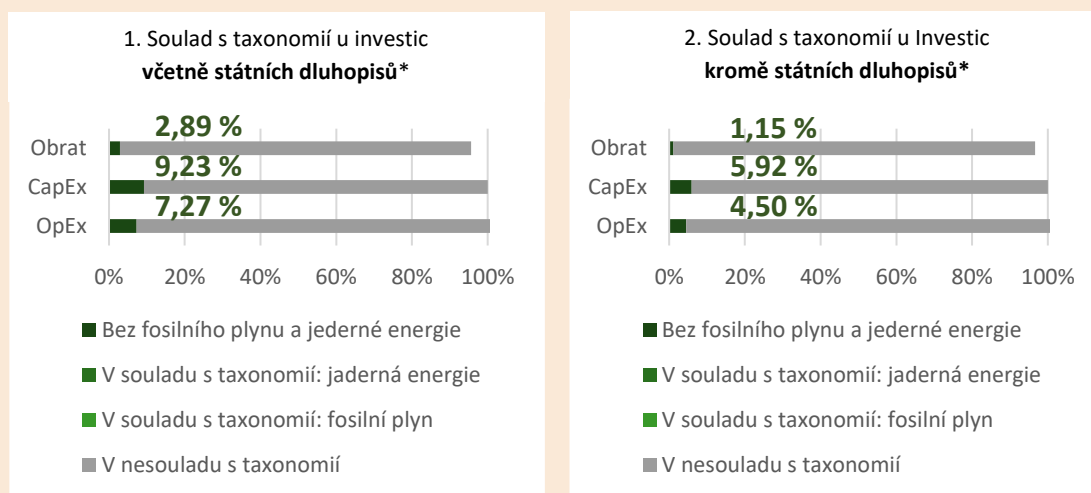 1. Soulad s taxonomií u investic
včetně státních dluhopisů*
Obrat
2,89 %
CapEx
9,23 %
OpEx
7,27 %
0% 20% 40% 60% 80% 100%
Bez fosilního plynu a jederné energie
V souladu s taxonomií: jaderná energie
V souladu s taxonomií: fosilní plyn
V nesouladu s taxonomií
2. Soulad s taxonomií u Investic
kromě státních dluhopisů*
Obrat
1,15 %
CapEx
5,92 %
OpEx
4,50 %
0% 20% 40% 60% 80% 100%
Bez fosilního plynu a jederné energie
V souladu s taxonomií: jaderná energie
V souladu s taxonomií: fosilní plyn
V nesouladu s taxonomií